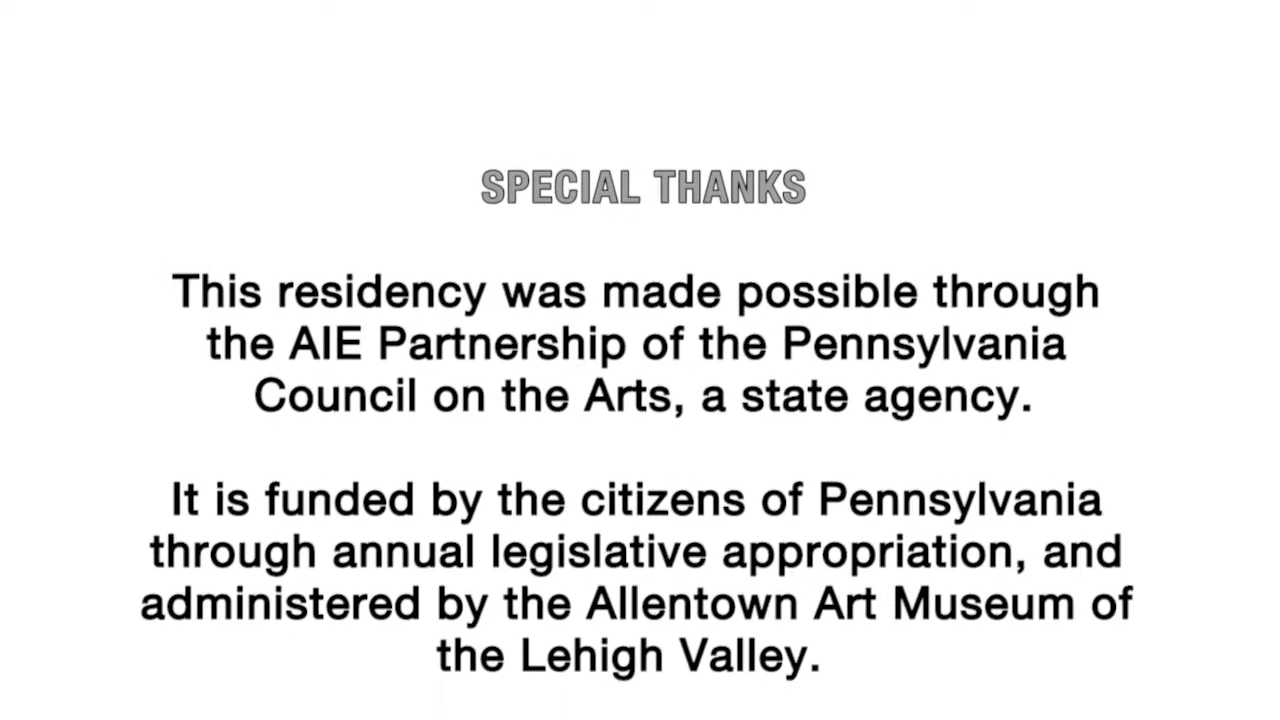 SPECIAL THANKS
This residency was made possible through
the AIE Partnership of the Pennsylvania
Council on the Arts, a state agency.
It is funded by the citizens of Pennsylvania
through annual legislative appropriation, and
administered by the Allentown Art Museum of
the Lehigh Valley.